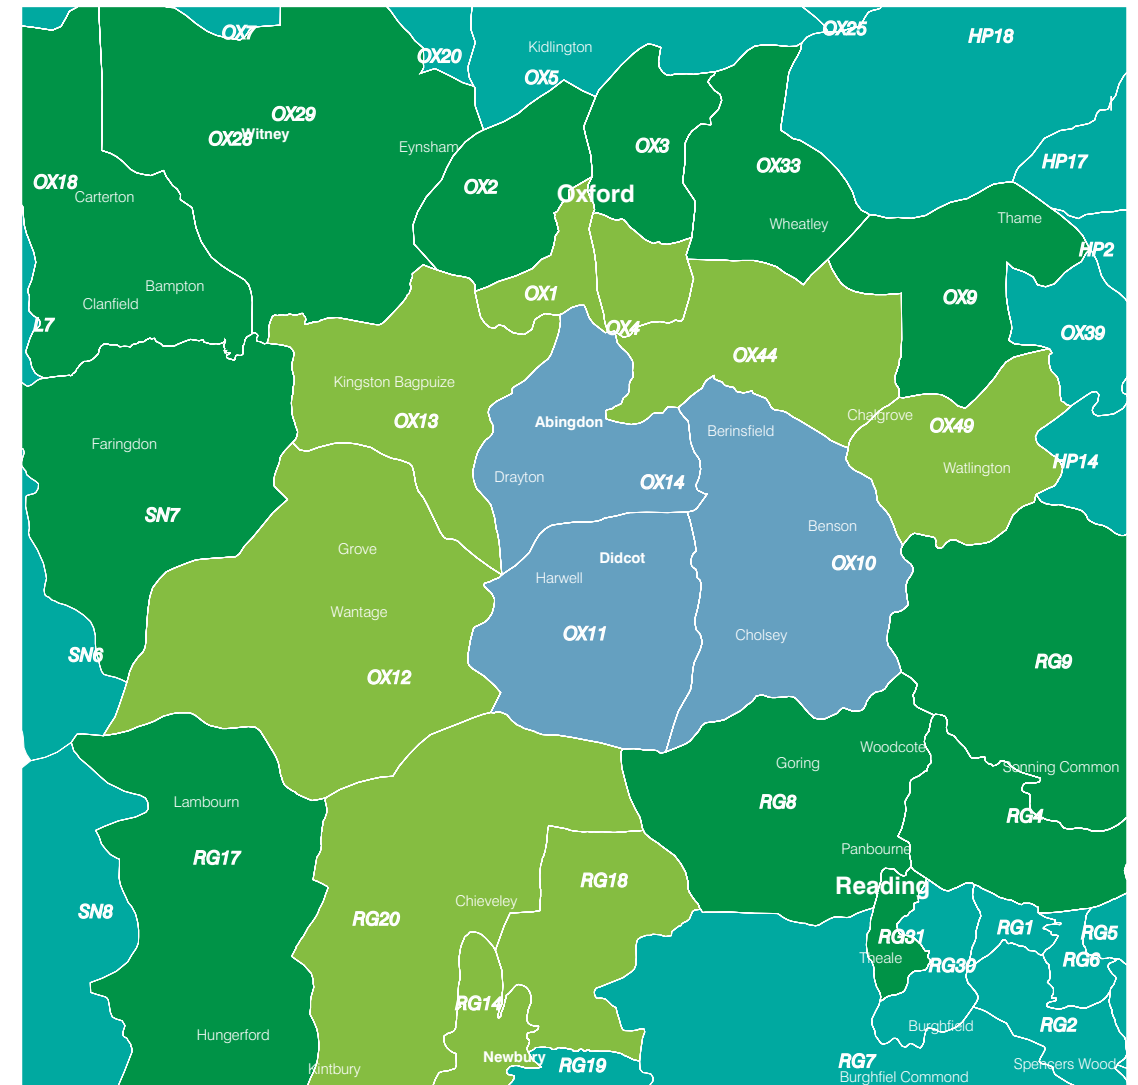 OX7
OX25
HP18
Kidlington
OX20
OX5
OX29
OX28
Witney
Eynsham
OX3
OX33
HP17
OX18
Carterton
OX2
Oxford
Wheatley
Thame
HP2
Bampton
Clanfield
OX1
OX9
L7
OX4
OX39
OX44
Kingston Bagpuize
OX13
Abingdon
Berinsfield
Chalgrove
OX49
Faringdon
HP14
Watlington
Drayton
OX14
SN7
Benson
Grove
Didcot
OX10
Harwell
Wantage
OX11
Cholsey
SN6
RG9
OX12
Woodcote
Goring
Sonning Common
Lambourn
RG8
RG4
Panbourne
RG17
RG18
Reading
Chieveley
SN8
RG20
RG1
RG5
RG31
Theale
RG30
RG6
RG14
Burghfield
RG2
Hungerford
Newbury
RG19
RG7
Spencers Wood
Kintbury
Burghfiel Commond